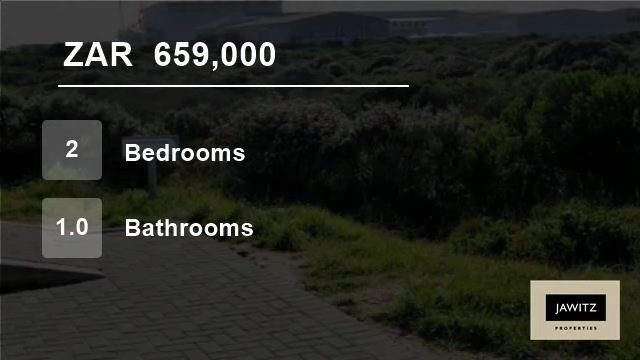 ZAR 659,000
2 Bedrooms
1.0 Bathrooms
JAWITZ
PROPERTIES